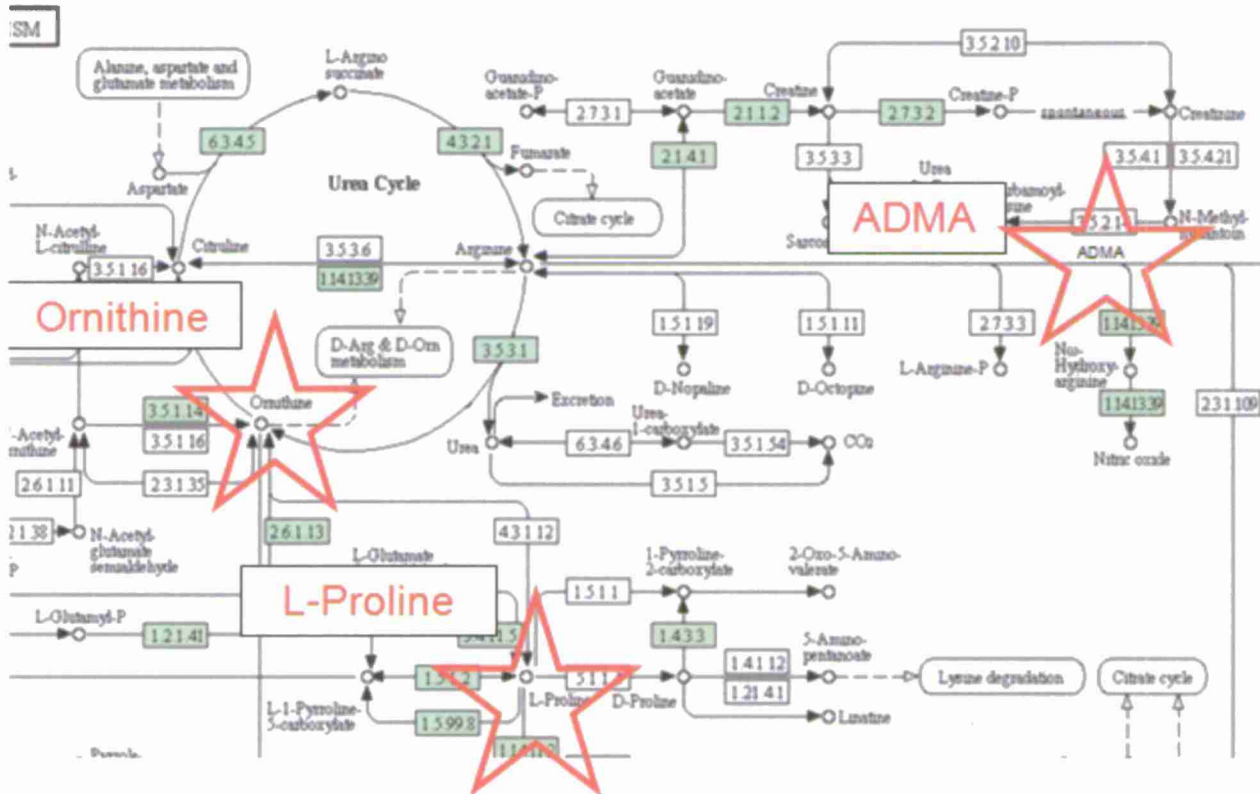 ISM
Alanine, aspartate and
glutamate metabolism
L-Argino
succinate
6.3.4.5
4.3.2.1
Aspartate
Fumarate
Urea Cycle
Citrate cycle
Guanidino-
acetate-P
2.7.3.1
Guanidino-
acetate
2.1.1.2
Creatine
2.7.3.2
Creatine-P
spontaneous
Creatinine
3.5.2.10
2.1.4.1
3.5.3.3
3.5.4.1
3.5.4.21
Urea
ADMA
3.5.2.14
N-Methyl-
ADMA
N-Acetyl-
L-citrulline
3.5.1.16
Citrulline
3.5.3.6
1.14.13.39
Arginine
Ornithine
D-Arg & D-Orn
metabolism
3.5.3.1
1.5.1.19
D-Nopaline
1.5.1.11
D-Octopine
2.7.3.3
L-Arginine-P
1.14.13.39
Hydroxy-
arginine
1.14.13.39
Nitric oxide
2.3.1.109
3.5.1.14
3.5.1.16
Ornithine
2.3.1.35
Excretion
Urea
6.3.4.6
Urea-
1-carboxylate
3.5.1.54
CO2
3.5.1.5
2.6.1.11
N-Acetyl-
glutamate
semialdehyde
2.6.1.13
4.3.1.12
L-Glutamate
L-Proline
L-Glutamyl-P
1.2.1.41
1-Pyrroline-
2-carboxylate
2-Oxo-5-Amino-
valerate
1.5.1.1
1.4.3.3
1.4.1.12
1.2.1.4.1
5-Amino-
pentanoate
Lysine degradation
Citrate cycle
L-1-Pyrroline-
5-carboxylate
1.5.99.8
L-Proline
D-Proline
Linatine